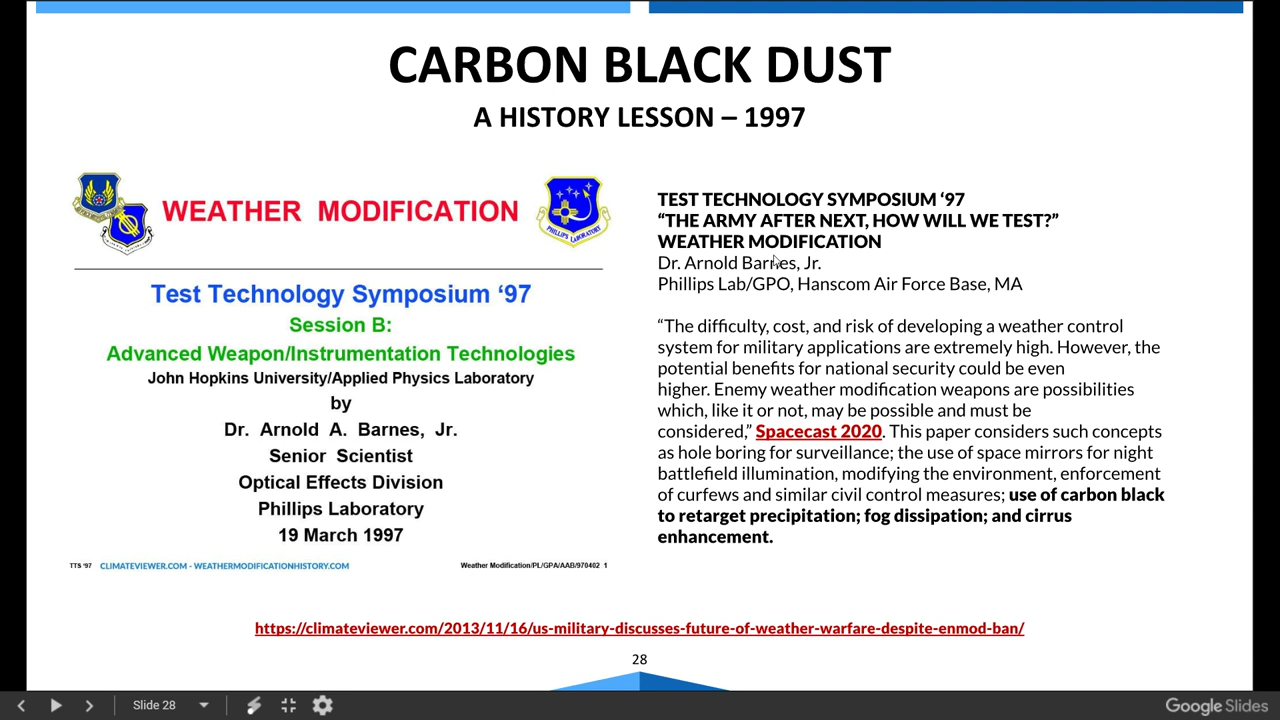 CARBON BLACK DUST
A HISTORY LESSON – 1997
WEATHER MODIFICATION
PHILLIPS LABORATORY
Test Technology Symposium ‘97
Session B:
Advanced Weapon/Instrumentation Technologies
John Hopkins University/Applied Physics Laboratory
by
Dr. Arnold A. Barnes, Jr.
Senior Scientist
Optical Effects Division
Phillips Laboratory
19 March 1997
TTS ‘97 CLIMATEVIEWER.COM - WEATHERMODIFICATIONHISTORY.COM
Weather Modification/PL/GPA/AAB/970402 1
TEST TECHNOLOGY SYMPOSIUM ‘97
“THE ARMY AFTER NEXT, HOW WILL WE TEST?”
WEATHER MODIFICATION
Dr. Arnold Barnes, Jr.
Phillips Lab/GPO, Hanscom Air Force Base, MA
“The difficulty, cost, and risk of developing a weather control
system for military applications are extremely high. However, the
potential benefits for national security could be even
higher. Enemy weather modification weapons are possibilities
which, like it or not, may be possible and must be
considered,” Spacecast 2020. This paper considers such concepts
as hole boring for surveillance; the use of space mirrors for night
battlefield illumination, modifying the environment, enforcement
of curfews and similar civil control measures; use of carbon black
to retarget precipitation; fog dissipation; and cirrus
enhancement.
https://climateviewer.com/2013/11/16/us-military-discusses-future-of-weather-warfare-despite-enmod-ban/
28
Slide 28
Google Slides